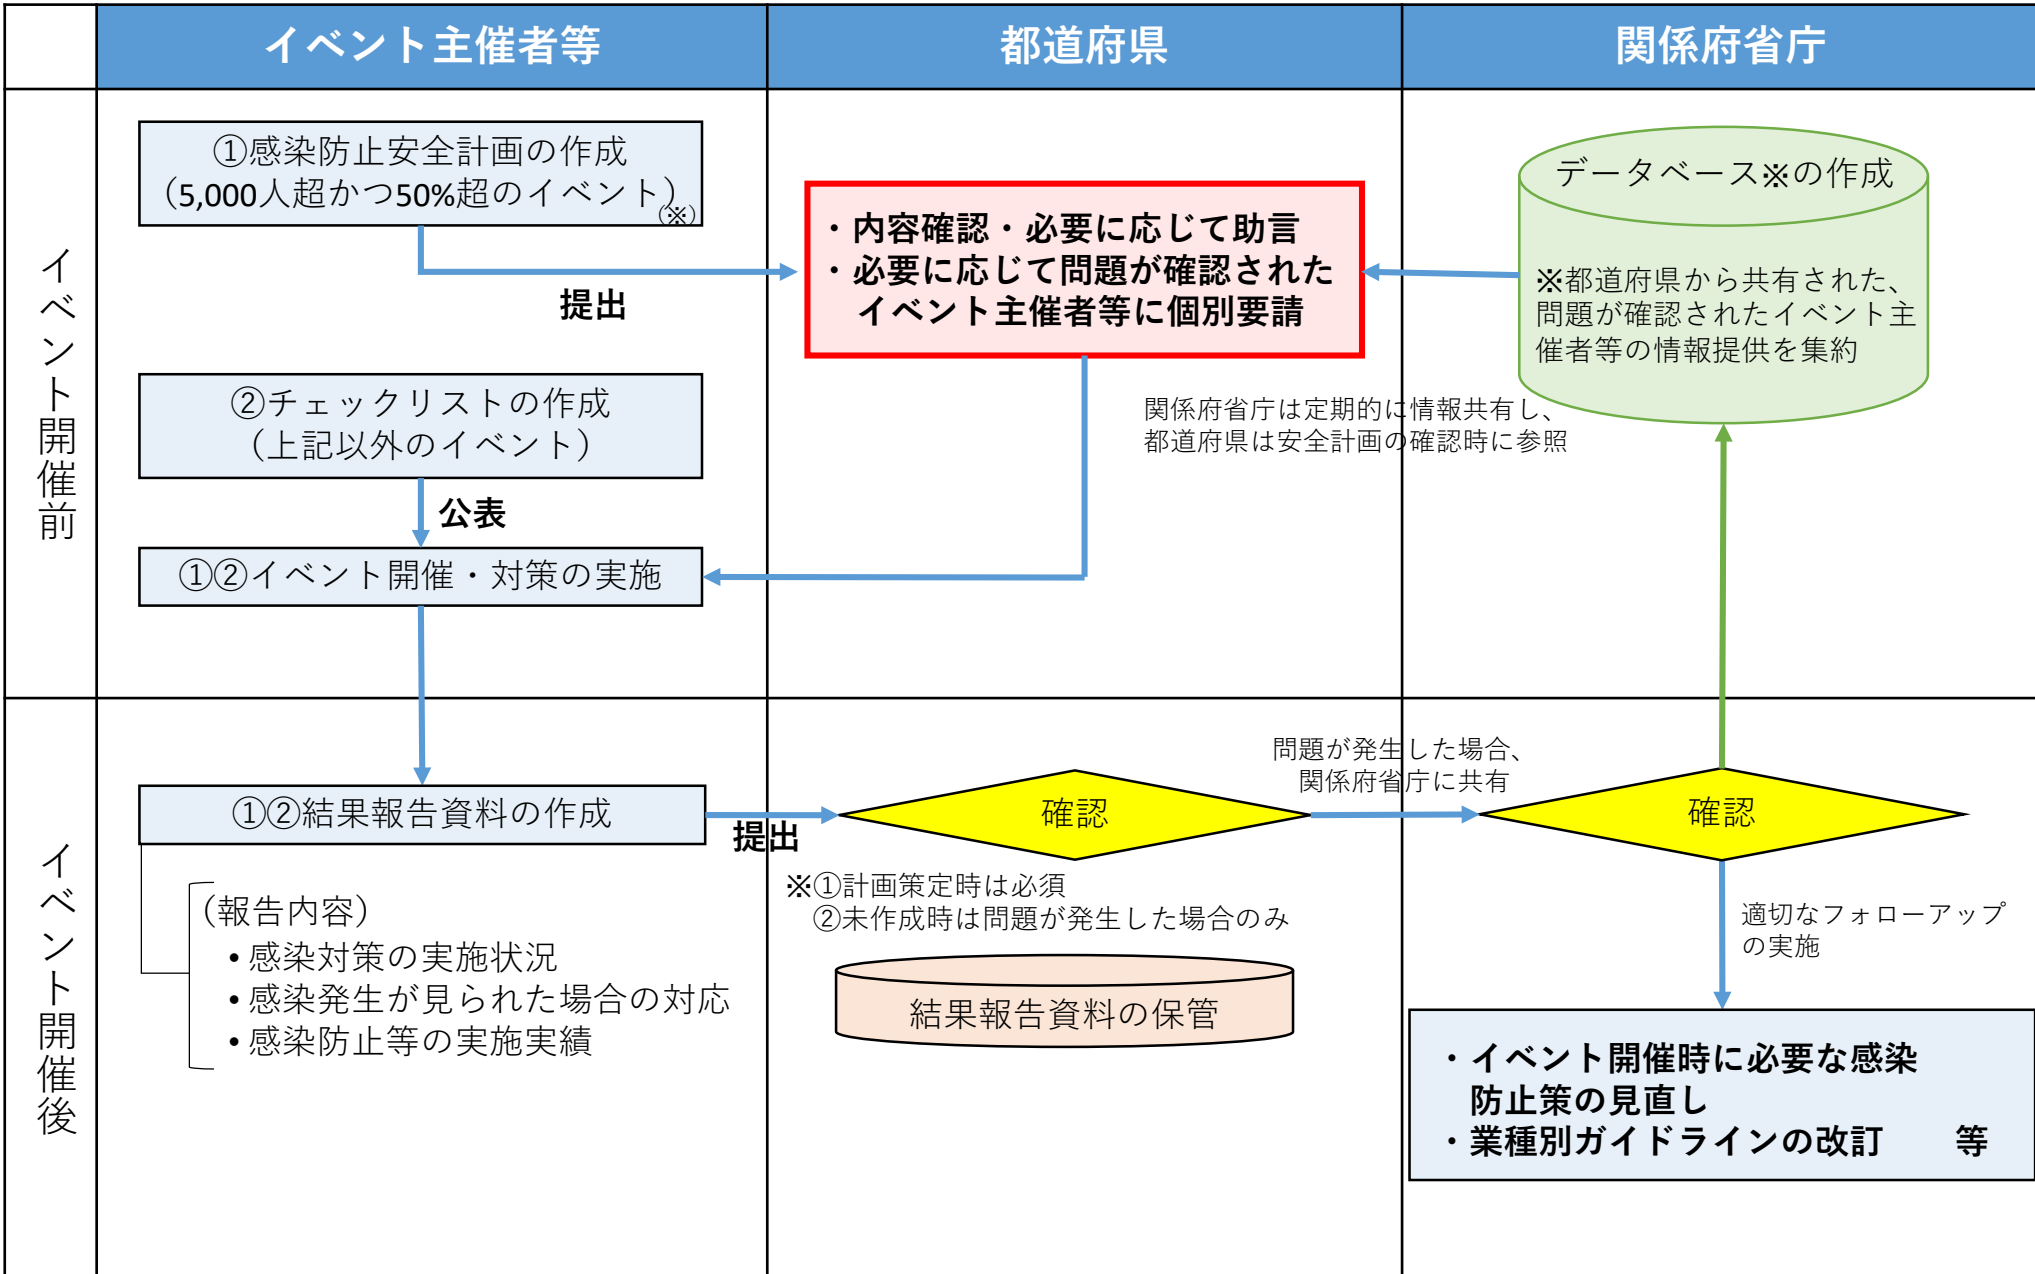 イベント主催者等
都道府県
関係府省庁
イベント開催前
①感染防止安全計画の作成
（5,000人超かつ50%超のイベント）
（※）
提出
・内容確認・必要に応じて助言
・必要に応じて問題が確認された
イベント主催者等に個別要請
データベース※の作成
※都道府県から共有された、
問題が確認されたイベント主
催者等の情報提供を集約
②チェックリストの作成
（上記以外のイベント）
公表
関係府省庁は定期的に情報共有し、
都道府県は安全計画の確認時に参照
①②イベント開催・対策の実施
イベント開催後
①②結果報告資料の作成
提出
確認
問題が発生した場合、
関係府省庁に共有
確認
（報告内容）
• 感染対策の実施状況
• 感染発生が見られた場合の対応
• 感染防止等の実施実績
※①計画策定時は必須
②未作成時は問題が発生した場合のみ
結果報告資料の保管
適切なフォローアップ
の実施
・イベント開催時に必要な感染
防止策の見直し
・業種別ガイドラインの改訂　　等